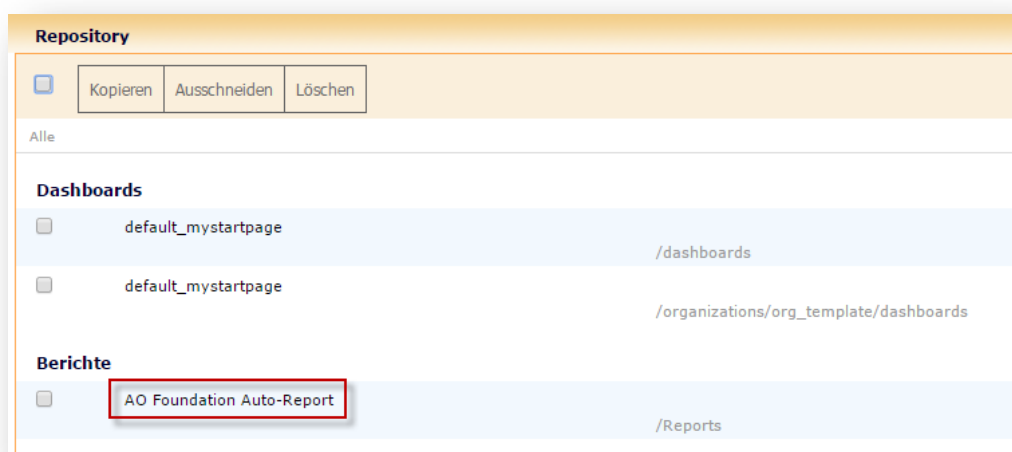 Repository
Kopieren Ausschneiden Löschen
Alle
Dashboards
default_mystartpage
/dashboards
default_mystartpage
/organizations/org_template/dashboards
Berichte
AO Foundation Auto-Report
/Reports